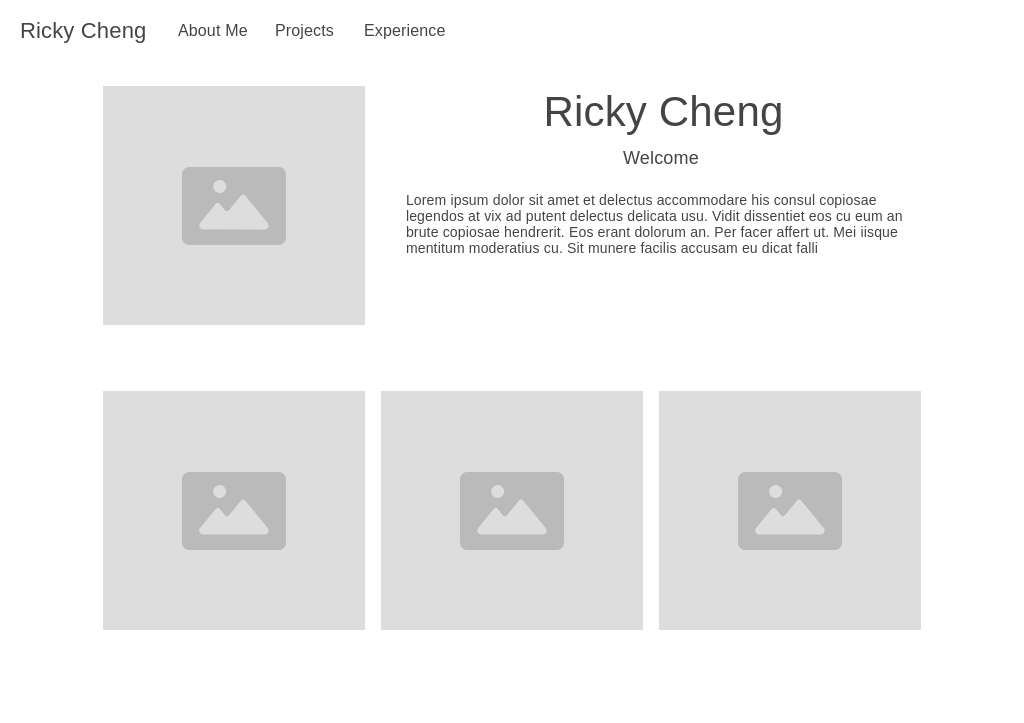 Ricky Cheng About Me Projects Experience
Ricky Cheng
Welcome
Lorem ipsum dolor sit amet et delectus accommodare his consul copiosae
legendos at vix ad putent delectus delicata usu. Vidit dissentiet eos cu eum an
brute copiosae hendrerit. Eos erant dolorum an. Per facer affert ut. Mei iisque
mentitum moderatius cu. Sit munere facilis accusam eu dicat falli